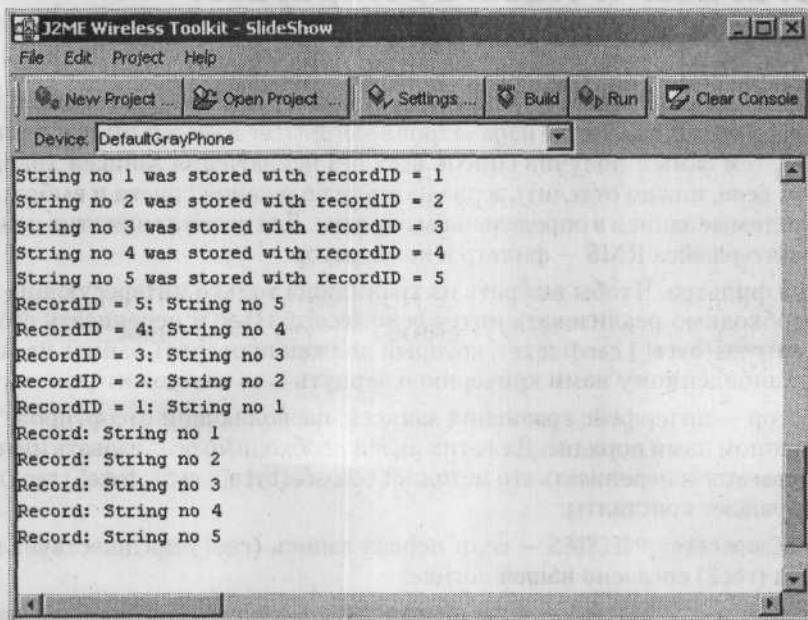 J2ME Wireless Toolkit - SlideShow
File Edit Project Help
New Project ... Open Project ... Settings ... Build Run Clear Console
Device: DefaultGrayPhone
String no 1 was stored with recordID = 1
String no 2 was stored with recordID = 2
String no 3 was stored with recordID = 3
String no 4 was stored with recordID = 4
String no 5 was stored with recordID = 5
RecordID = 5: String no 5
RecordID = 4: String no 4
RecordID = 3: String no 3
RecordID = 2: String no 2
RecordID = 1: String no 1
Record: String no 1
Record: String no 2
Record: String no 3
Record: String no 4
Record: String no 5